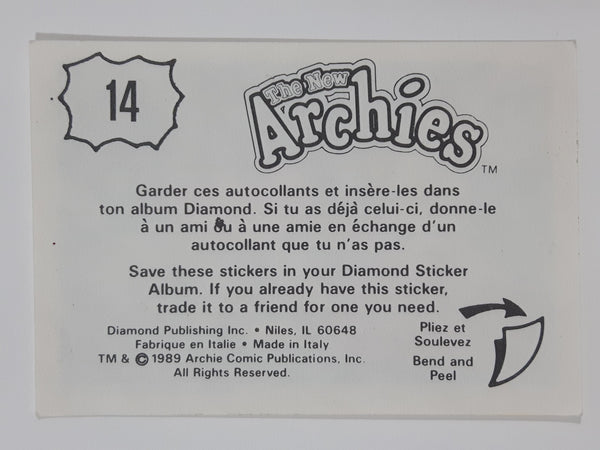 14
The New
Archies
TM
Garder ces autocollants et insère-les dans
ton album Diamond. Si tu as déjà celui-ci, donne-le
à un ami ou à une amie en échange d'un
autocollant que tu n'as pas.
Save these stickers in your Diamond Sticker
Album. If you already have this sticker,
trade it to a friend for one you need.
Diamond Publishing Inc. • Niles, IL 60648
Fabrique en Italie • Made in Italy
TM & © 1989 Archie Comic Publications, Inc.
All Rights Reserved.
Pliez et
Soulevez
Bend and
Peel